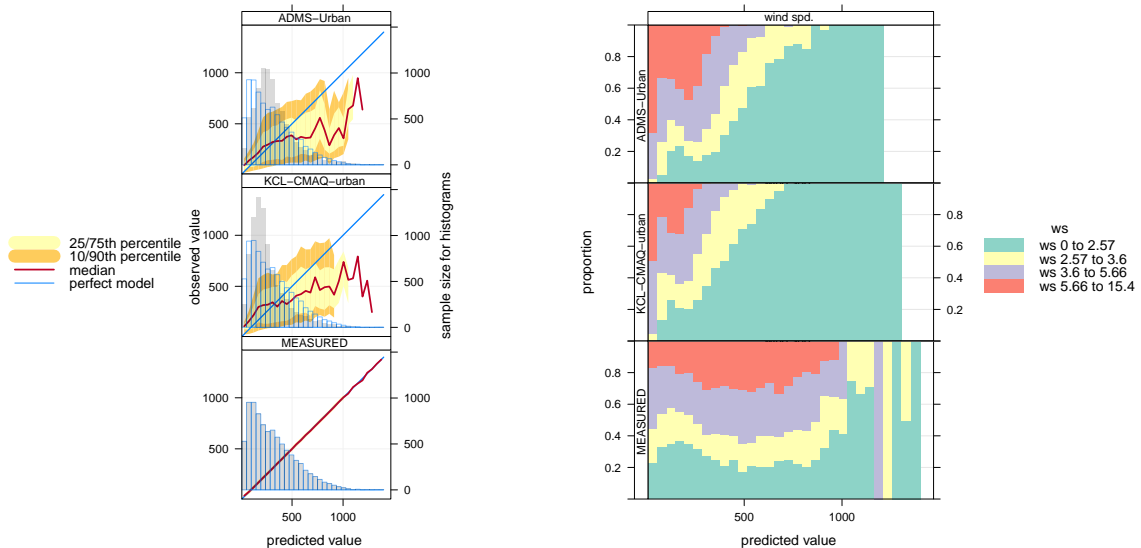 ADMS−Urban
1000
500
1000
500
0
KCL−CMAQ−urban
1000
500
1000
500
0
MEASURED
1000
500
1000
500
0
500
1000
predicted value
observed value
sample size for histograms
25/75th percentile
10/90th percentile
median
perfect model
wind spd.
ADMS−Urban
0.8
0.6
0.4
0.2
KCL−CMAQ−urban
0.8
0.6
0.4
0.2
MEASURED
0.8
0.6
0.4
0.2
500
1000
predicted value
proportion
ws
ws 0 to 2.57
ws 2.57 to 3.6
ws 3.6 to 5.66
ws 5.66 to 15.4